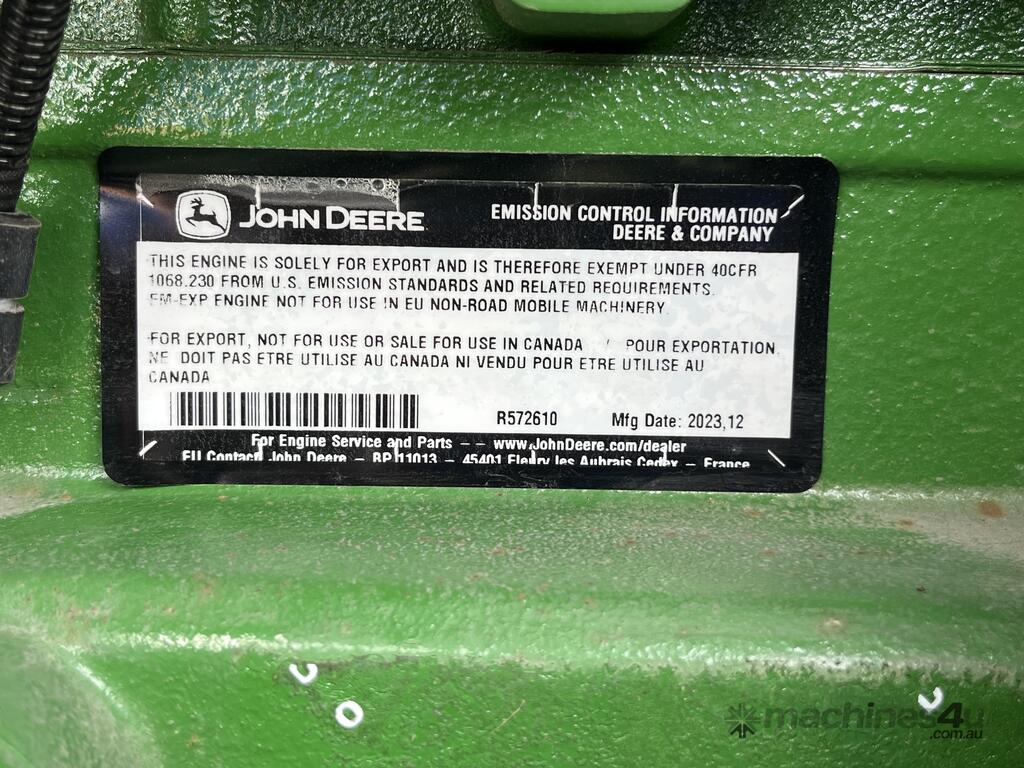 JOHN DEERE
EMISSION CONTROL INFORMATION
DEERE & COMPANY
THIS ENGINE IS SOLELY FOR EXPORT AND IS THEREFORE EXEMPT UNDER 40CFR
1068.230 FROM U.S. EMISSION STANDARDS AND RELATED REQUIREMENTS.
EM-EXP ENGINE NOT FOR USE IN EU NON-ROAD MOBILE MACHINERY.
FOR EXPORT, NOT FOR USE OR SALE FOR USE IN CANADA / POUR EXPORTATION,
NE DOIT PAS ETRE UTILISE AU CANADA NI VENDU POUR ETRE UTILISE AU
CANADA
R572610 Mfg Date: 2023,12
For Engine Service and Parts -- www.JohnDeere.com/dealer
EU Contact John Deere - BP 11013 - 45401 Fleury les Aubrais Cedex - France
machines4u
.com.au